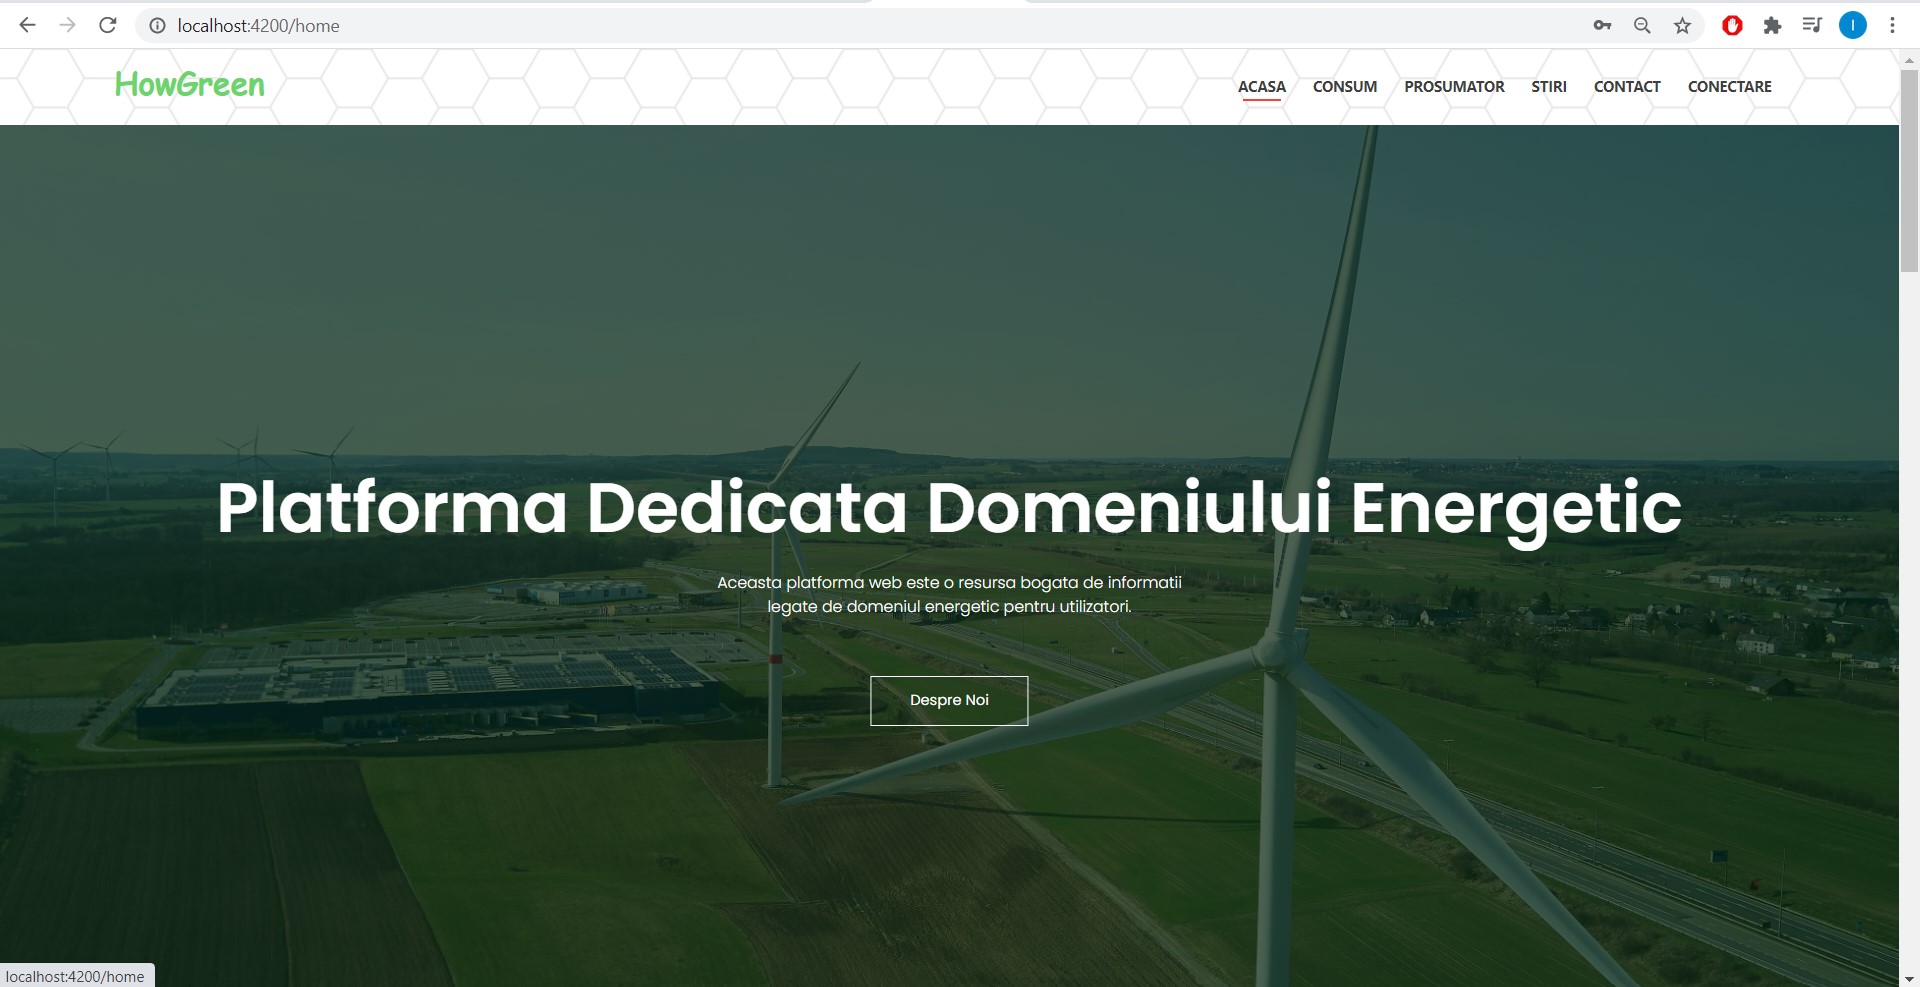 localhost:4200/home
I
HowGreen
ACASA CONSUM PROSUMATOR STIRI CONTACT CONECTARE
Platforma Dedicata Domeniului Energetic
Aceasta platforma web este o resursa bogata de informatii
legate de domeniul energetic pentru utilizatori.
Despre Noi
localhost:4200/home